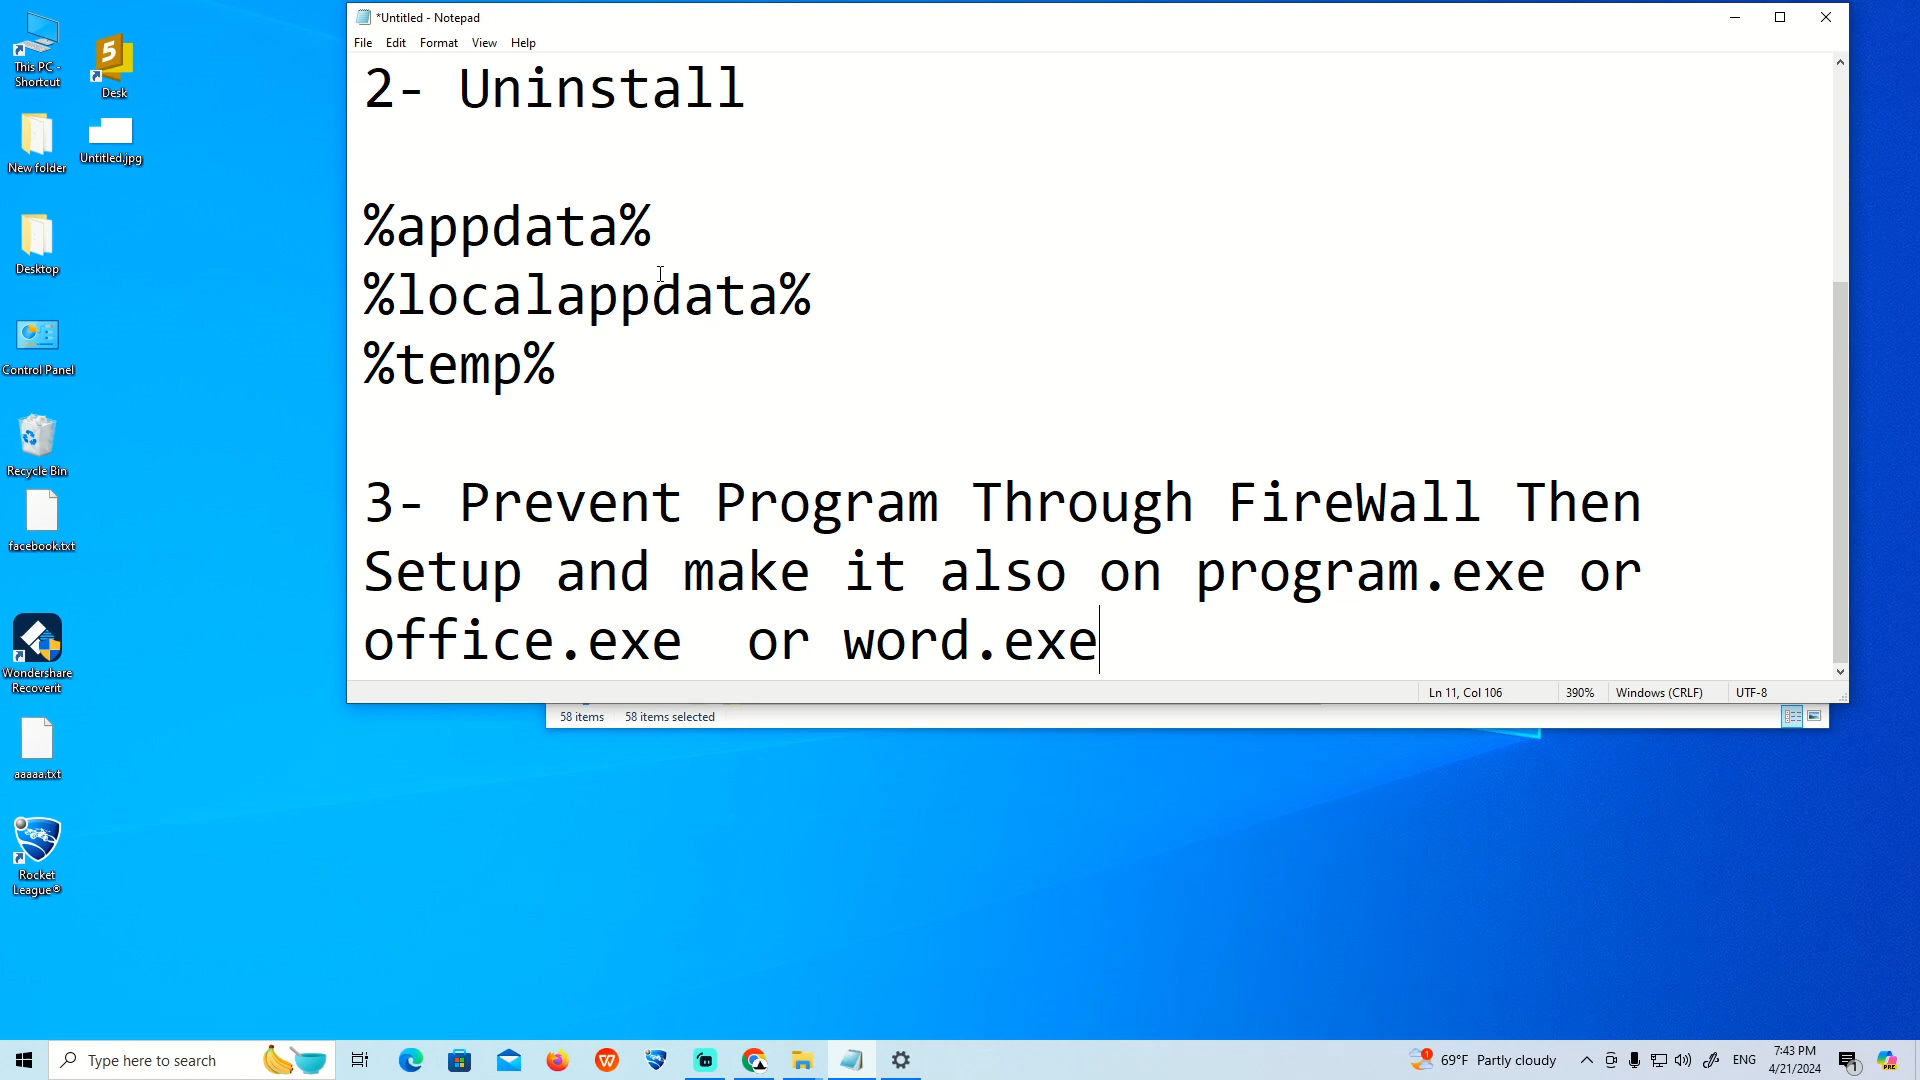 *Untitled - Notepad
File Edit Format View Help
2- Uninstall
%appdata%
%localappdata%
%temp%
3- Prevent Program Through FireWall Then
Setup and make it also on program.exe or
office.exe  or word.exe
Ln 11, Col 106 390% Windows (CRLF) UTF-8
58 items 58 items selected
This PC -
Shortcut
Desk
New folder
Untitled.jpg
Desktop
Control Panel
Recycle Bin
facebook.txt
Wondershare
Recoverit
aaaaa.txt
Rocket
League®
Type here to search
69°F Partly cloudy
ENG
7:43 PM
4/21/2024